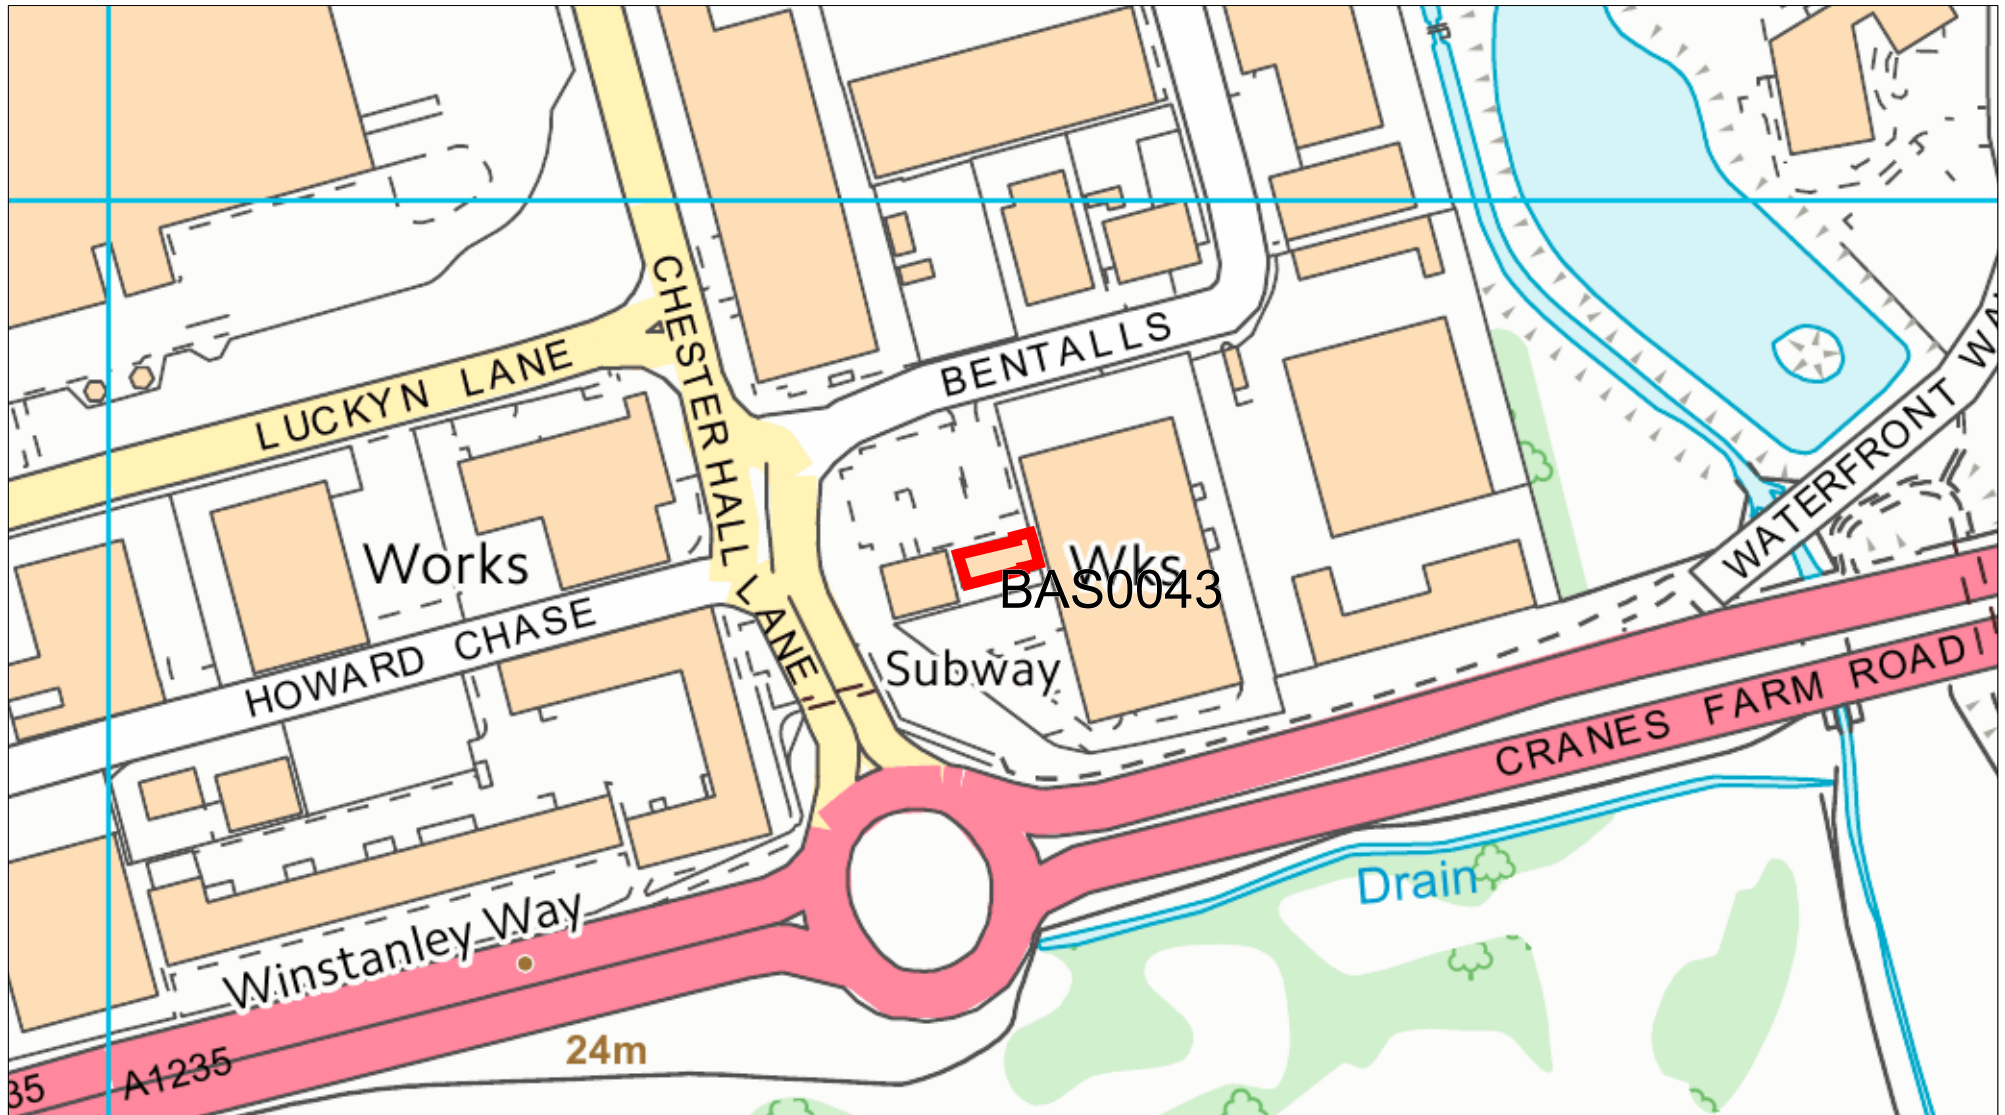 CHESTER HALL LANE
BENTALLS
LUCKYN LANE
WATERFRONT WA
Works
Wks
BAS0043
HOWARD CHASE
Subway
CRANES FARM ROAD
Drain
Winstanley Way
24m
A1235
35